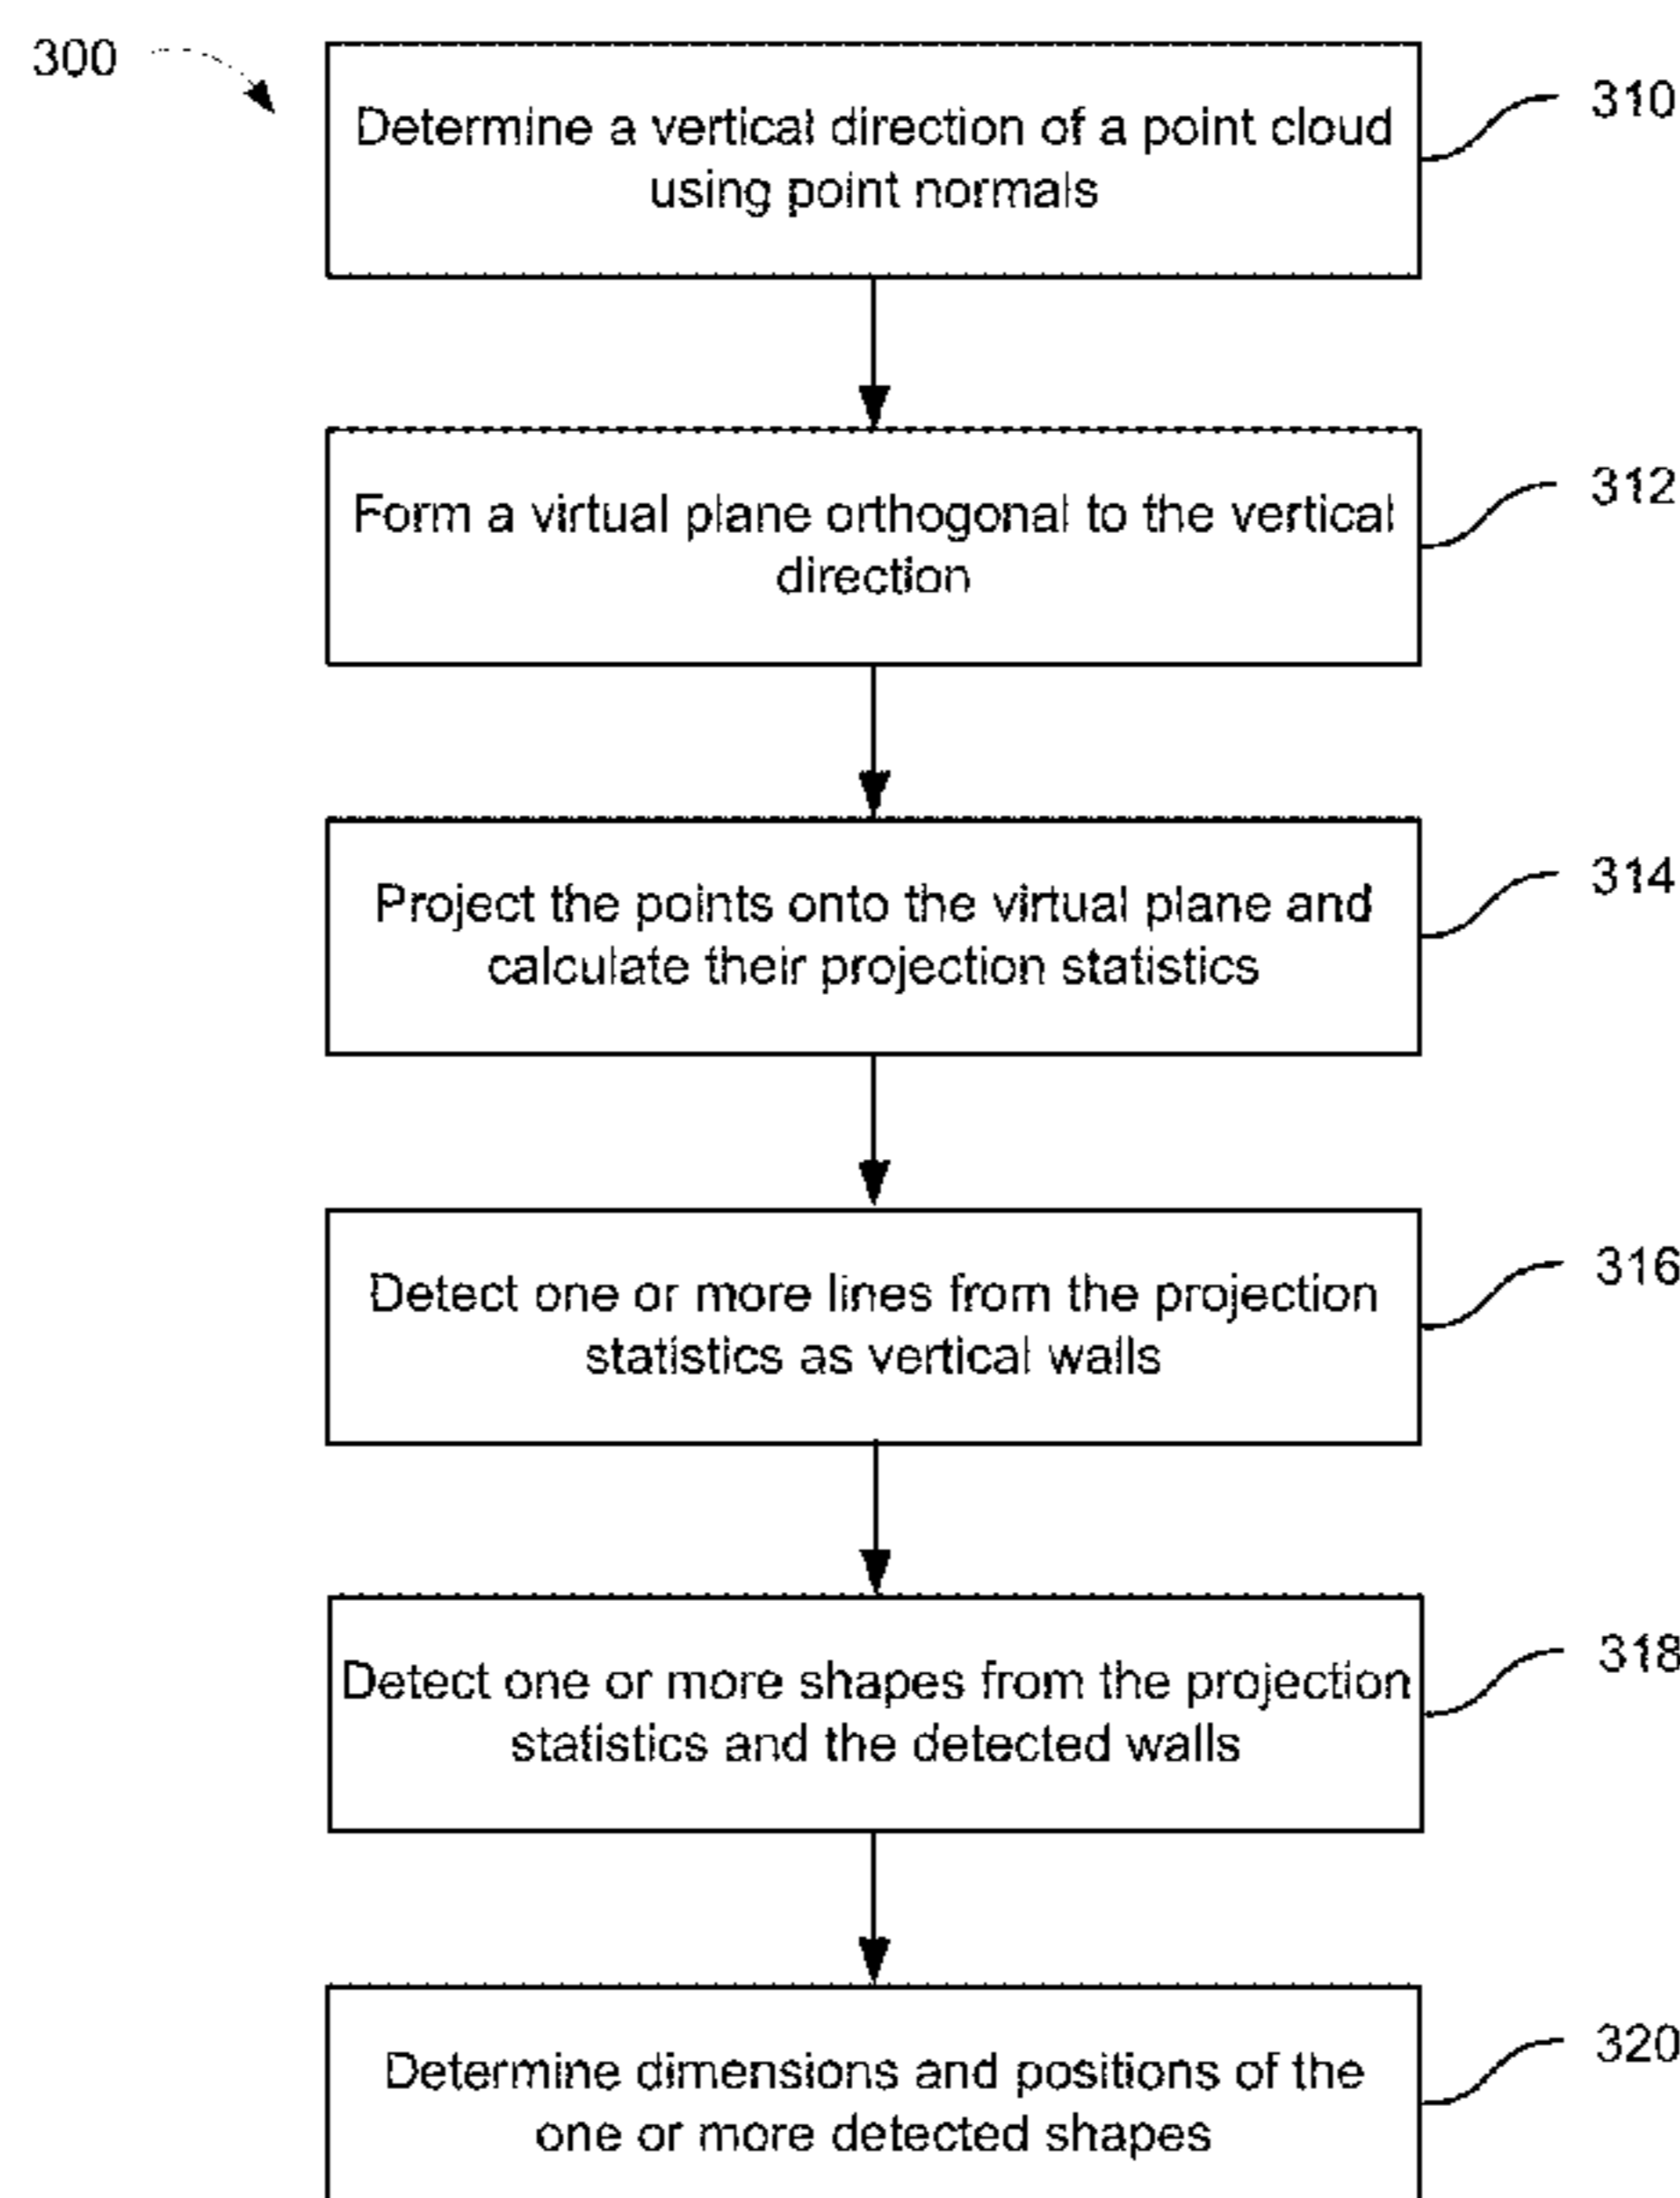 300
310
Determine a vertical direction of a point cloud
using point normals
312
Form a virtual plane orthogonal to the vertical
direction
314
Project the points onto the virtual plane and
calculate their projection statistics
316
Detect one or more lines from the projection
statistics as vertical walls
318
Detect one or more shapes from the projection
statistics and the detected walls
320
Determine dimensions and positions of the
one or more detected shapes